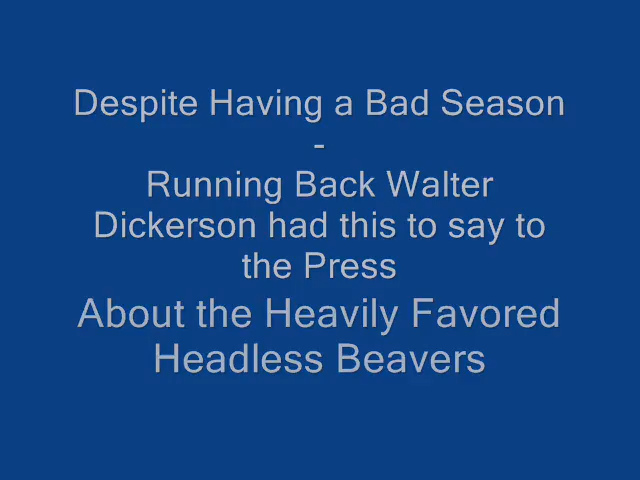 Despite Having a Bad Season
-
Running Back Walter
Dickerson had this to say to
the Press
About the Heavily Favored
Headless Beavers